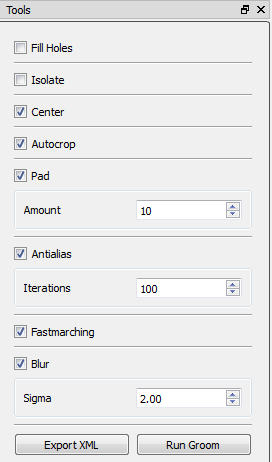 Tools
Fill Holes
Isolate
Center
Autocrop
Pad
Amount 10
Antialias
Iterations 100
Fastmarching
Blur
Sigma 2.00
Export XML Run Groom